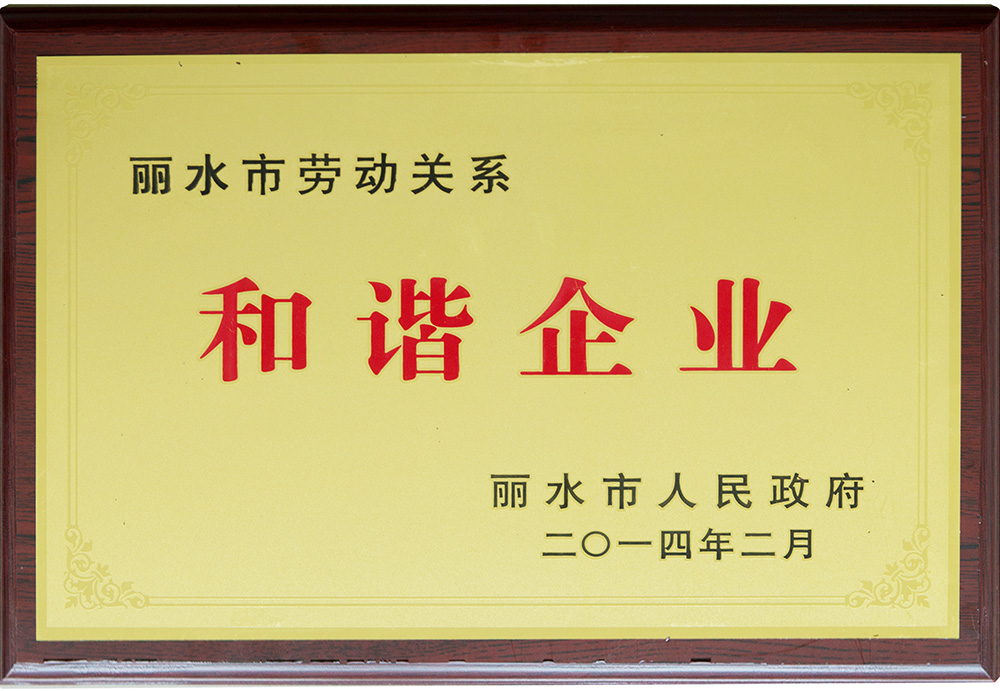 丽水市劳动关系
和谐企业
丽水市人民政府
二〇一四年二月